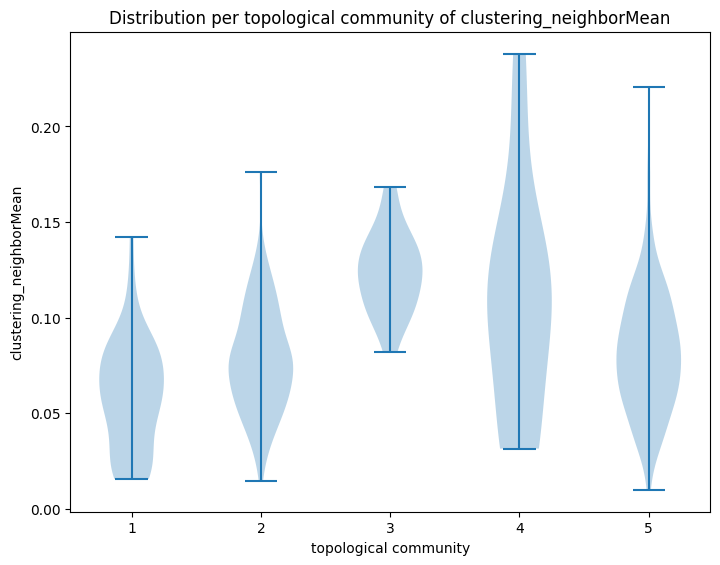 Distribution per topological community of clustering_neighborMean
clustering_neighborMean
0.20
0.15
0.10
0.05
0.00
1 2 3 4 5
topological community